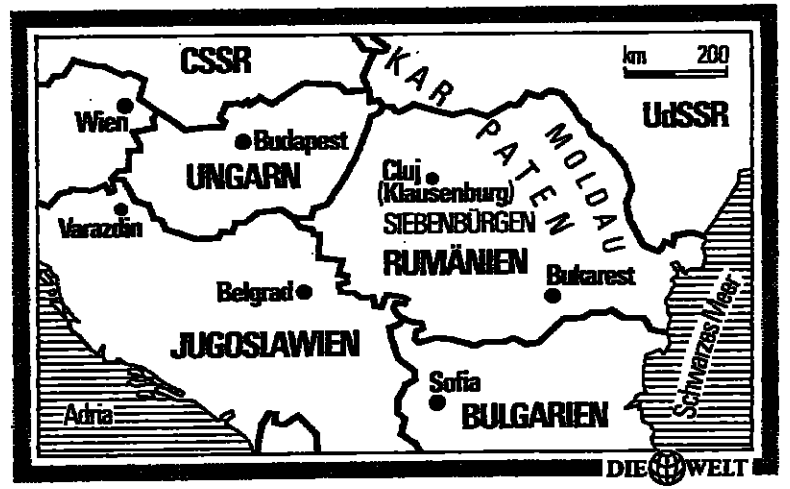 CSSR
KARPATEN
km 200
UdSSR
Wien
Budapest
UNGARN
MOLDAU
Cluj
(Klausenburg)
SIEBENBÜRGEN
Varazdin
RUMÄNIEN
Belgrad
Bukarest
Schwarzes Meer
JUGOSLAWIEN
Sofia
Adria
BULGARIEN
DIE WELT